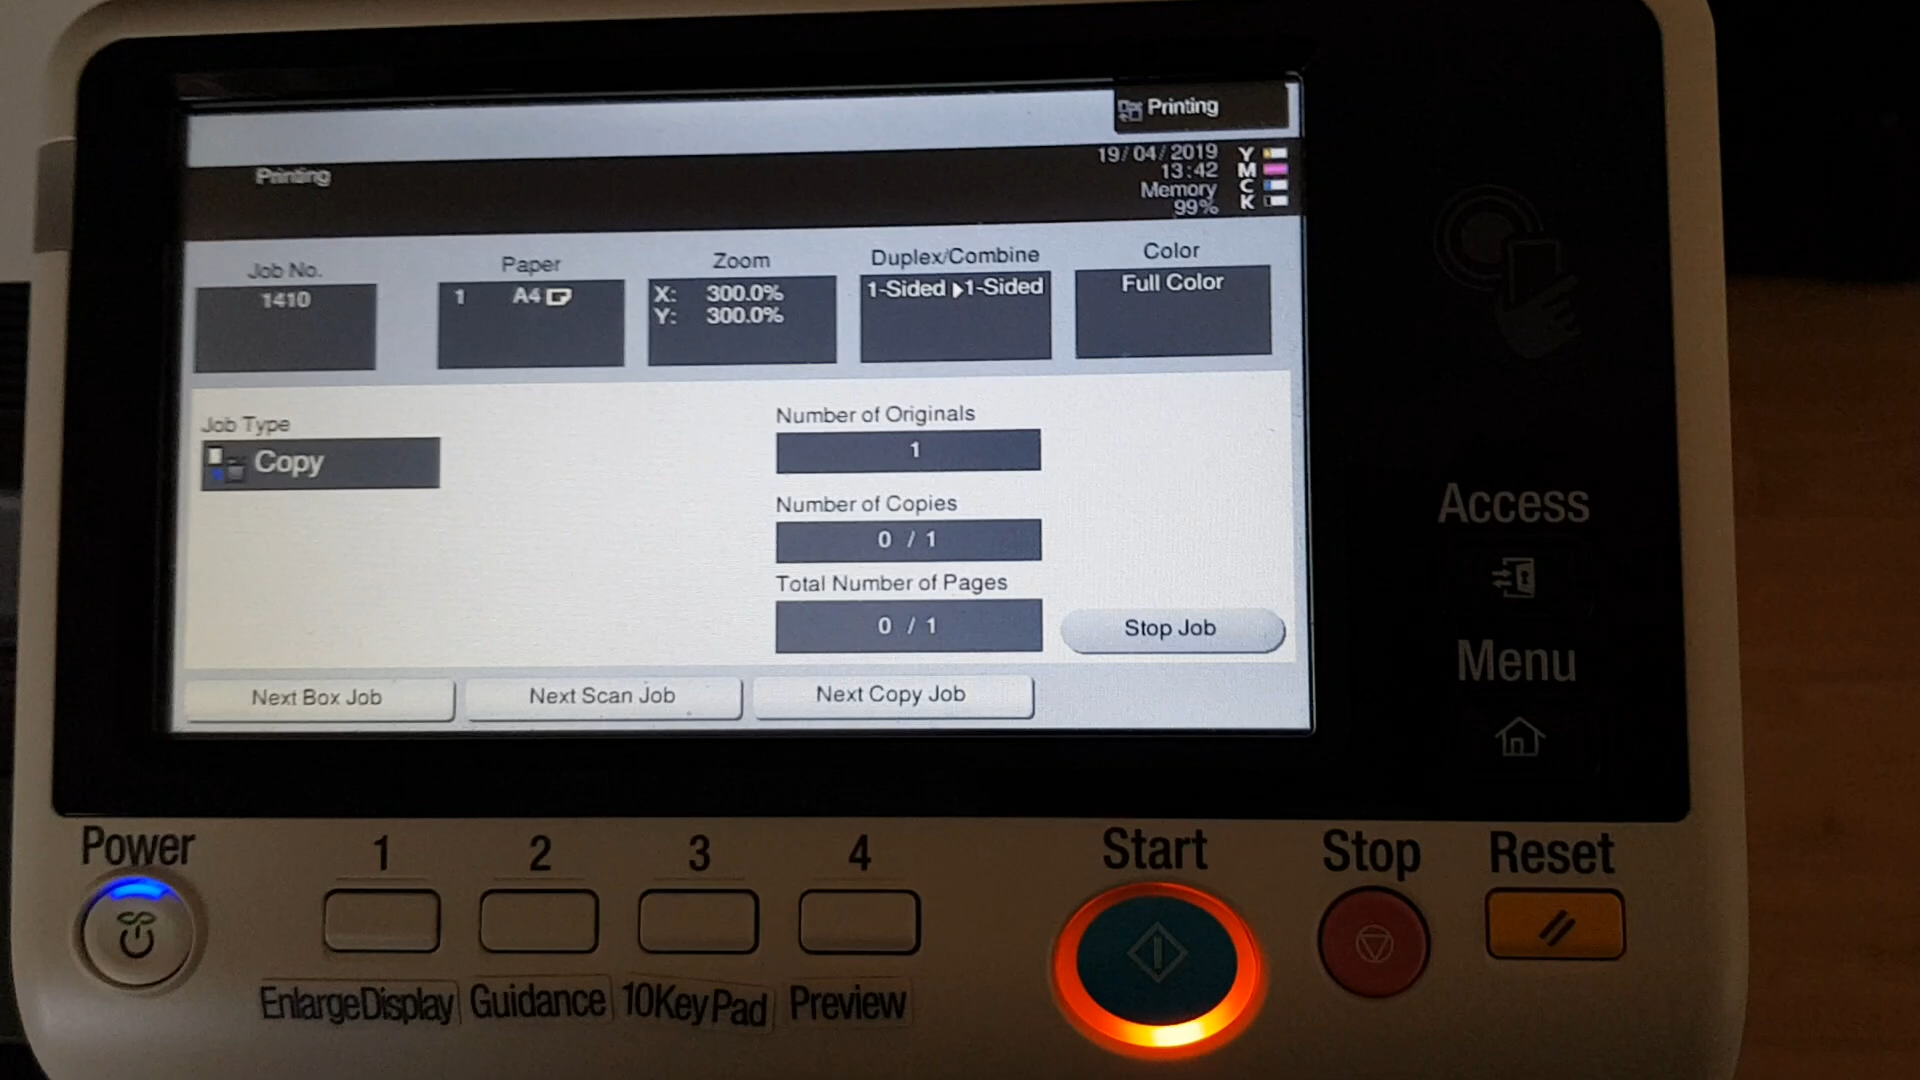 Printing
Printing
19/04/2019
13:42
Memory
99%
Y
M
C
K
Job No.
1410
Paper
1 A4
Zoom
X: 300.0%
Y: 300.0%
Duplex/Combine
1-Sided ▶1-Sided
Color
Full Color
Job Type
Copy
Number of Originals
1
Number of Copies
0 / 1
Total Number of Pages
0 / 1
Stop Job
Next Box Job
Next Scan Job
Next Copy Job
Access
Menu
Power
1
2
3
4
Start
Stop
Reset
EnlargeDisplay
Guidance
10KeyPad
Preview